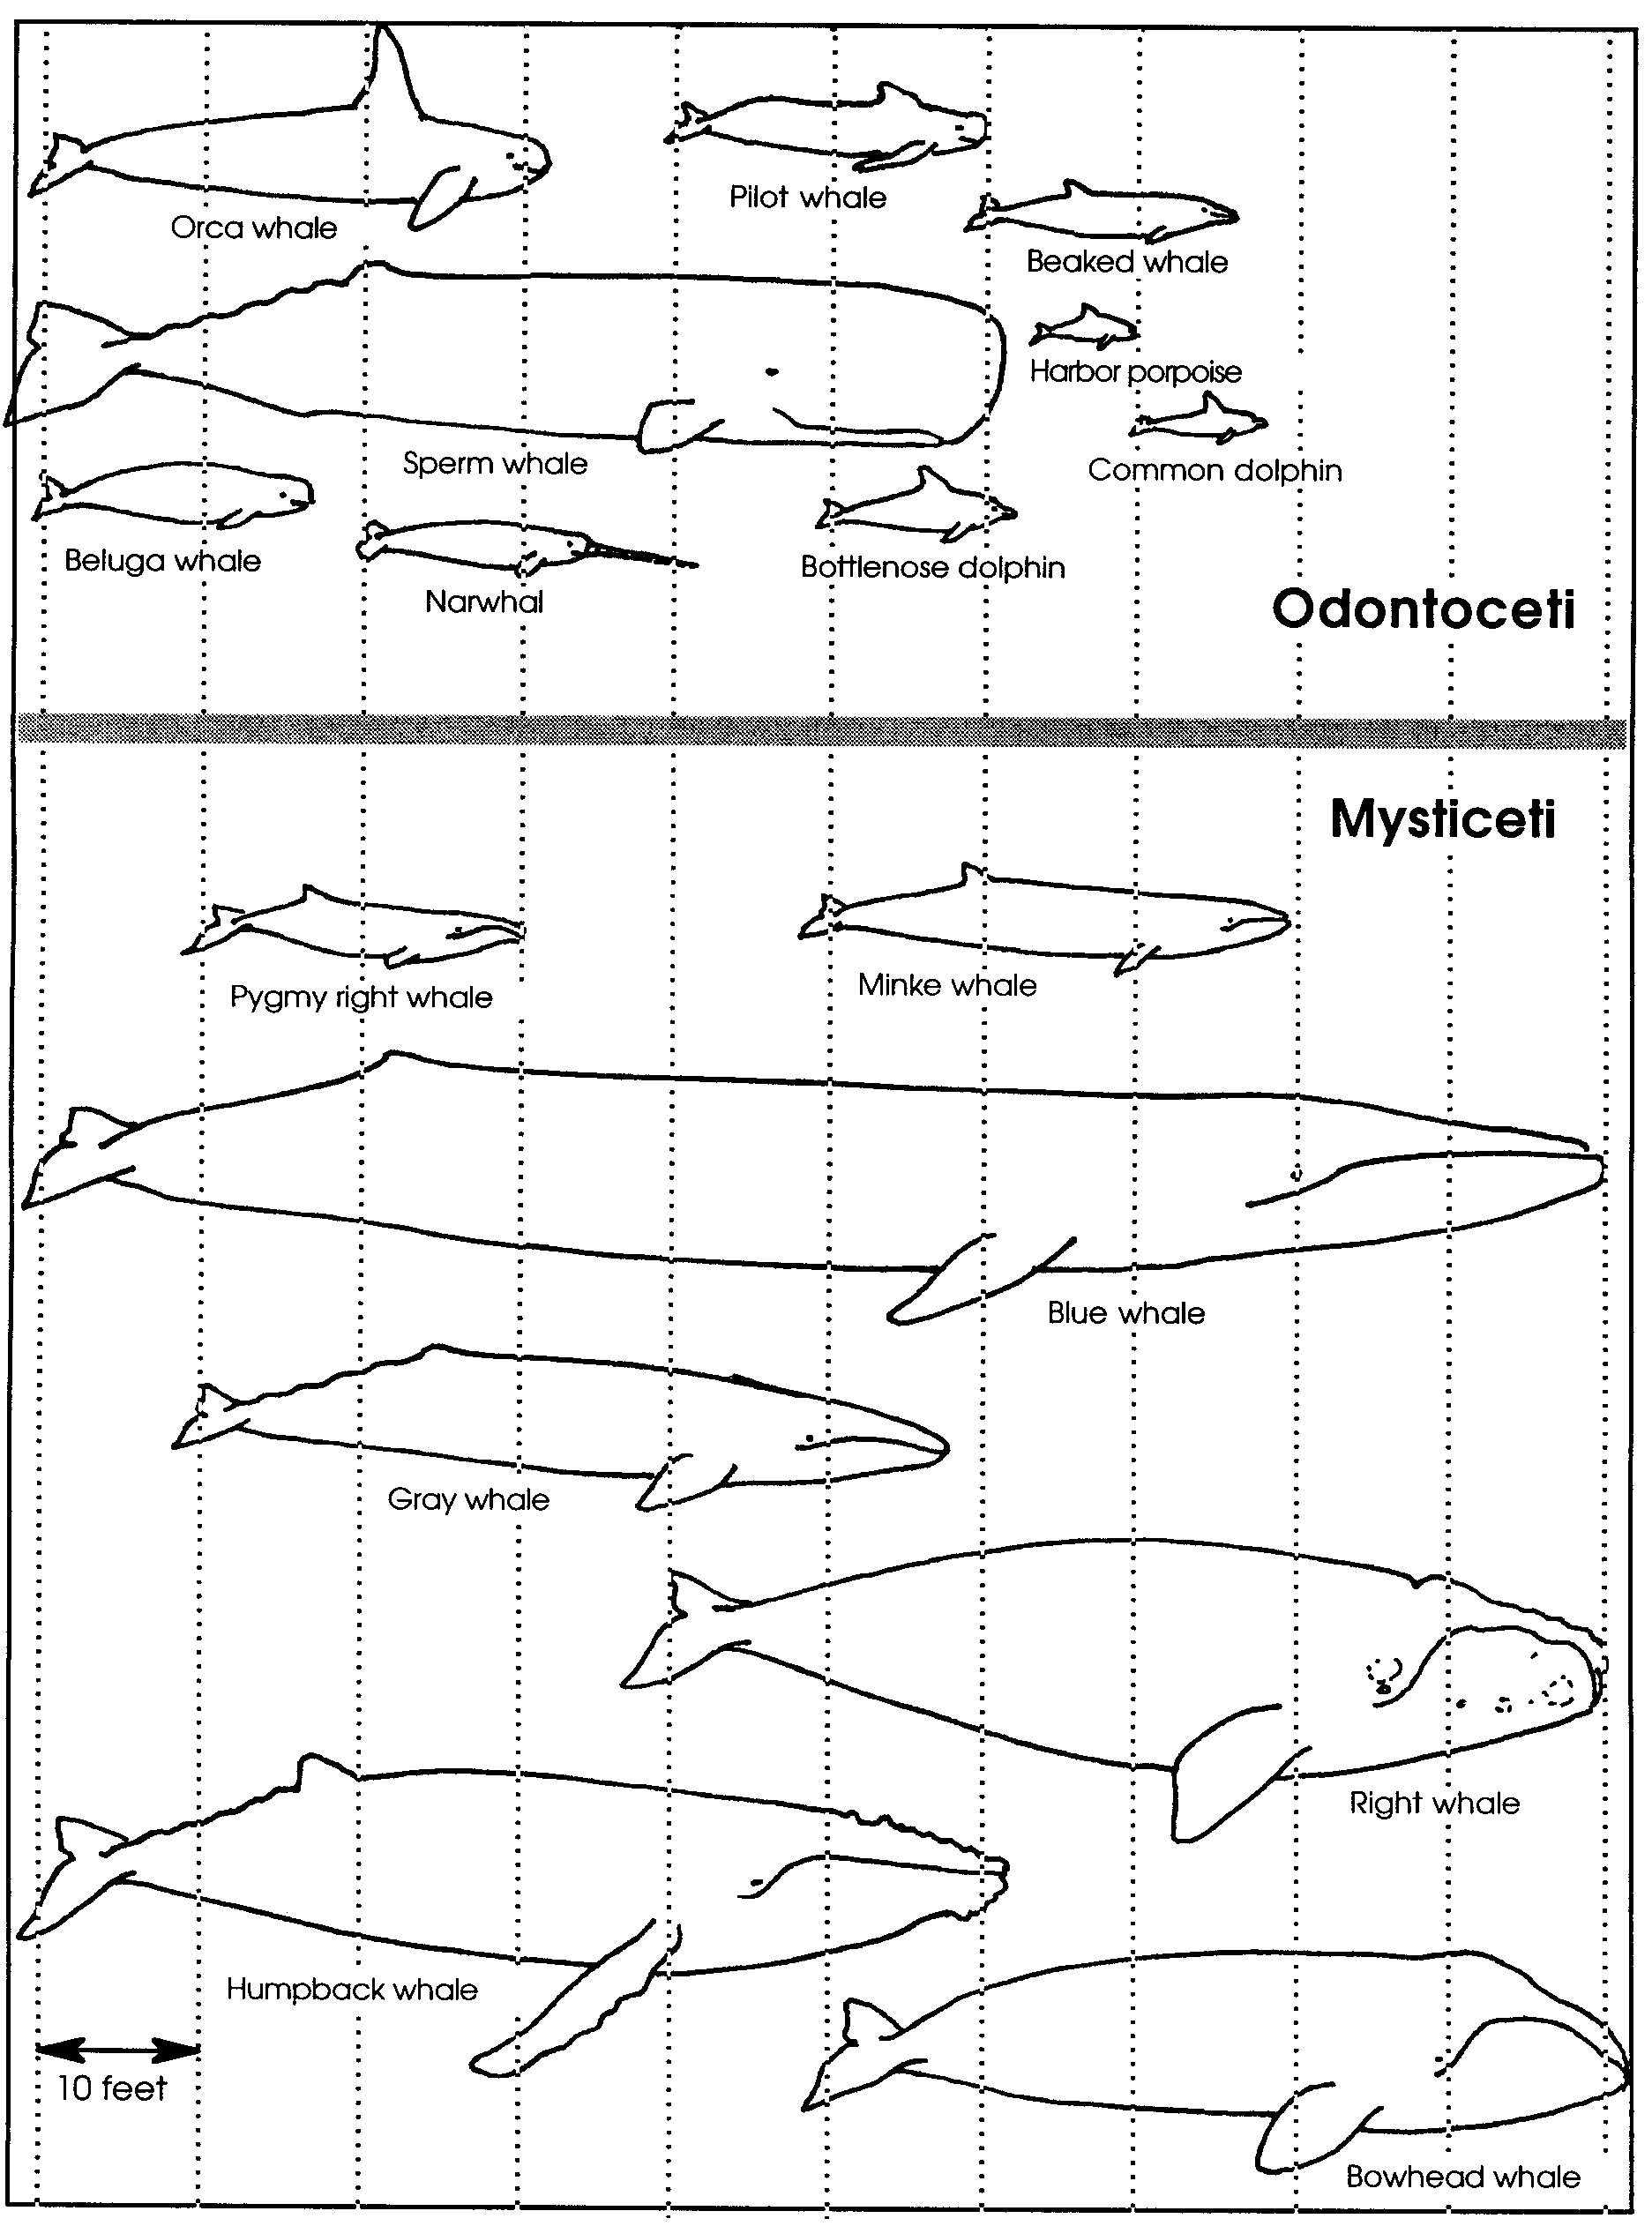 Orca whale
Pilot whale
Beaked whale
Harbor porpoise
Sperm whale
Common dolphin
Beluga whale
Narwhal
Bottlenose dolphin
Odontoceti
Mysticeti
Pygmy right whale
Minke whale
Blue whale
Gray whale
Right whale
Humpback whale
10 feet
Bowhead whale